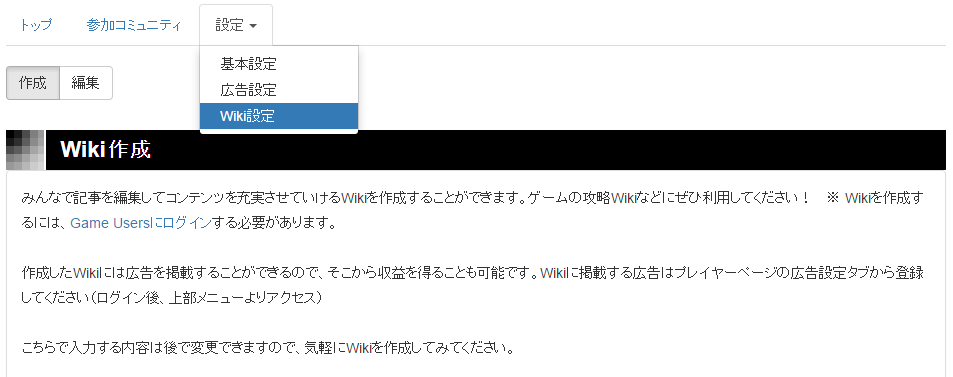 トップ 参加コミュニティ 設定
基本設定
広告設定
Wiki設定
作成 編集
Wiki作成
みんなで記事を編集してコンテンツを充実させていけるWikiを作成することができます。ゲームの攻略Wikiなどにぜひ利用してください！ ※ Wikiを作成す
るには、Game Usersにログインする必要があります。
作成したWikiには広告を掲載することができるので、そこから収益を得ることも可能です。Wikiに掲載する広告はプレイヤーページの広告設定タブから登録
してください（ログイン後、上部メニューよりアクセス）
こちらで入力する内容は後で変更できますので、気軽にWikiを作成してみてください。